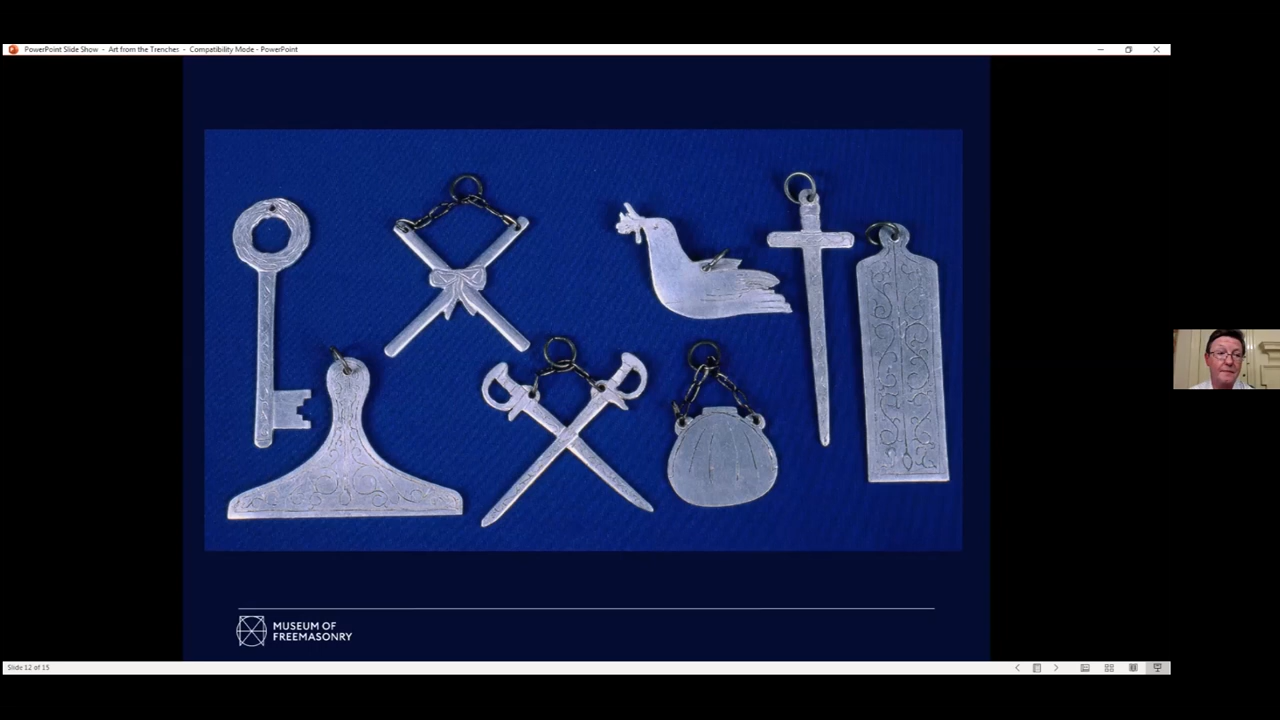 PowerPoint Slide Show - Art from the Trenches - Compatibility Mode - PowerPoint
MUSEUM OF
FREEMASONRY
Slide 12 of 15